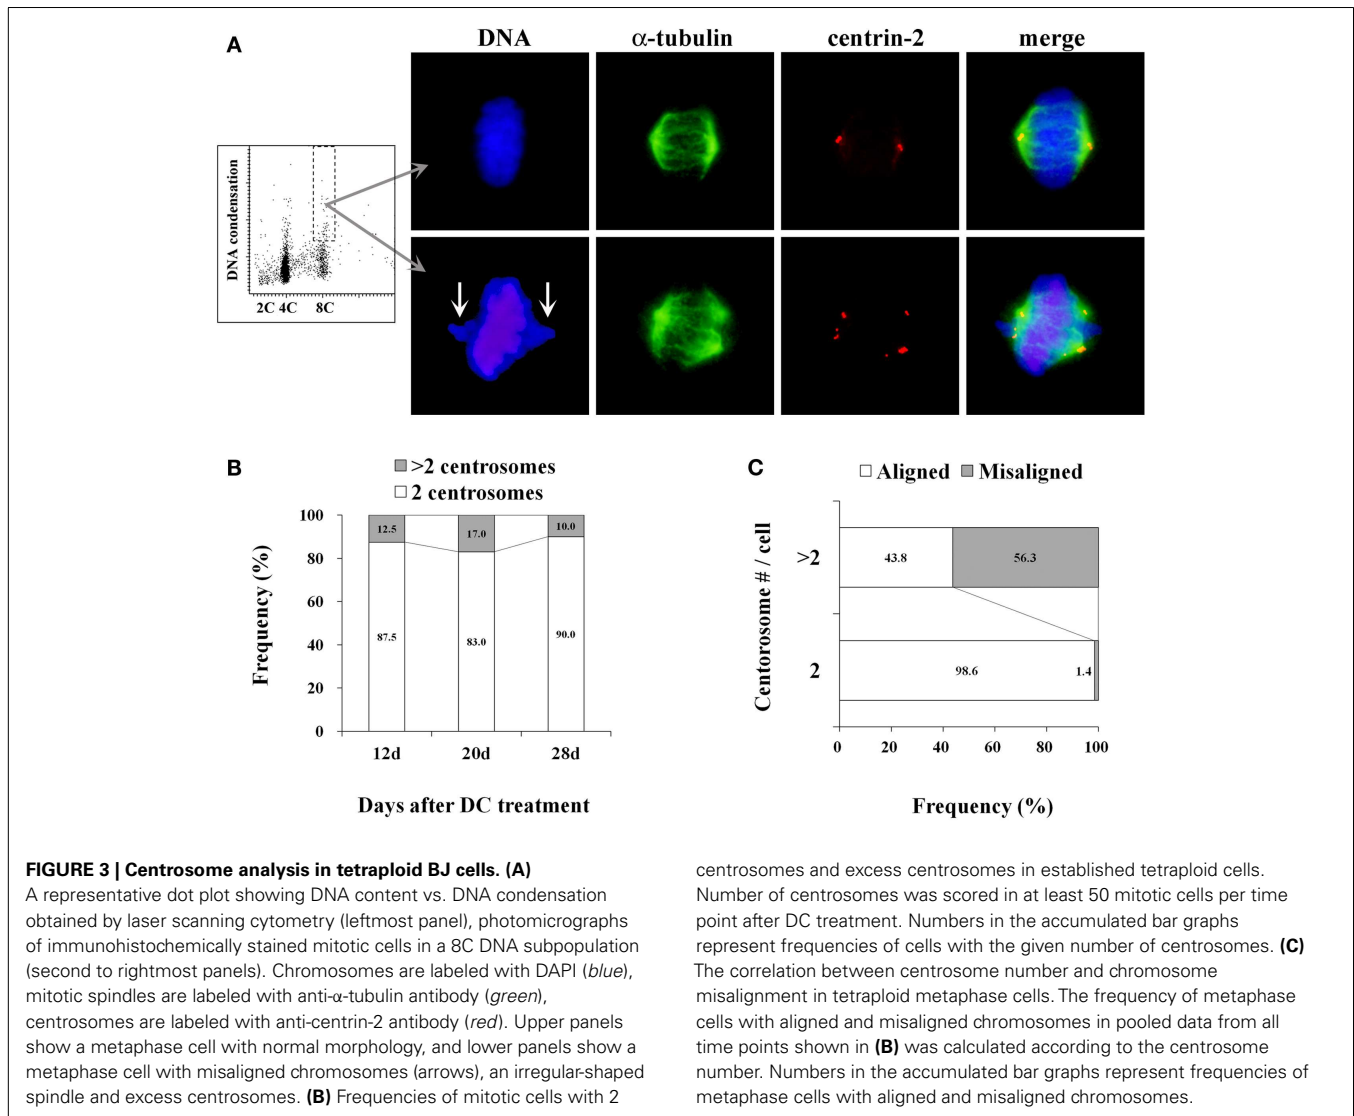 A
DNA
α-tubulin
centrin-2
merge
DNA condensation
2C 4C 8C
B
>2 centrosomes
2 centrosomes
100
80
60
40
20
0
Frequency (%)
12.5
17.0
10.0
87.5
83.0
90.0
12d
20d
28d
Days after DC treatment
C
Aligned
Misaligned
Centorosome # / cell
>2
43.8
56.3
2
98.6
1.4
0
20
40
60
80
100
Frequency (%)
FIGURE 3 | Centrosome analysis in tetraploid BJ cells. (A)
A representative dot plot showing DNA content vs. DNA condensation
obtained by laser scanning cytometry (leftmost panel), photomicrographs
of immunohistochemically stained mitotic cells in a 8C DNA subpopulation
(second to rightmost panels). Chromosomes are labeled with DAPI (blue),
mitotic spindles are labeled with anti-α-tubulin antibody (green),
centrosomes are labeled with anti-centrin-2 antibody (red). Upper panels
show a metaphase cell with normal morphology, and lower panels show a
metaphase cell with misaligned chromosomes (arrows), an irregular-shaped
spindle and excess centrosomes. (B) Frequencies of mitotic cells with 2
centrosomes and excess centrosomes in established tetraploid cells.
Number of centrosomes was scored in at least 50 mitotic cells per time
point after DC treatment. Numbers in the accumulated bar graphs
represent frequencies of cells with the given number of centrosomes. (C)
The correlation between centrosome number and chromosome
misalignment in tetraploid metaphase cells. The frequency of metaphase
cells with aligned and misaligned chromosomes in pooled data from all
time points shown in (B) was calculated according to the centrosome
number. Numbers in the accumulated bar graphs represent frequencies of
metaphase cells with aligned and misaligned chromosomes.